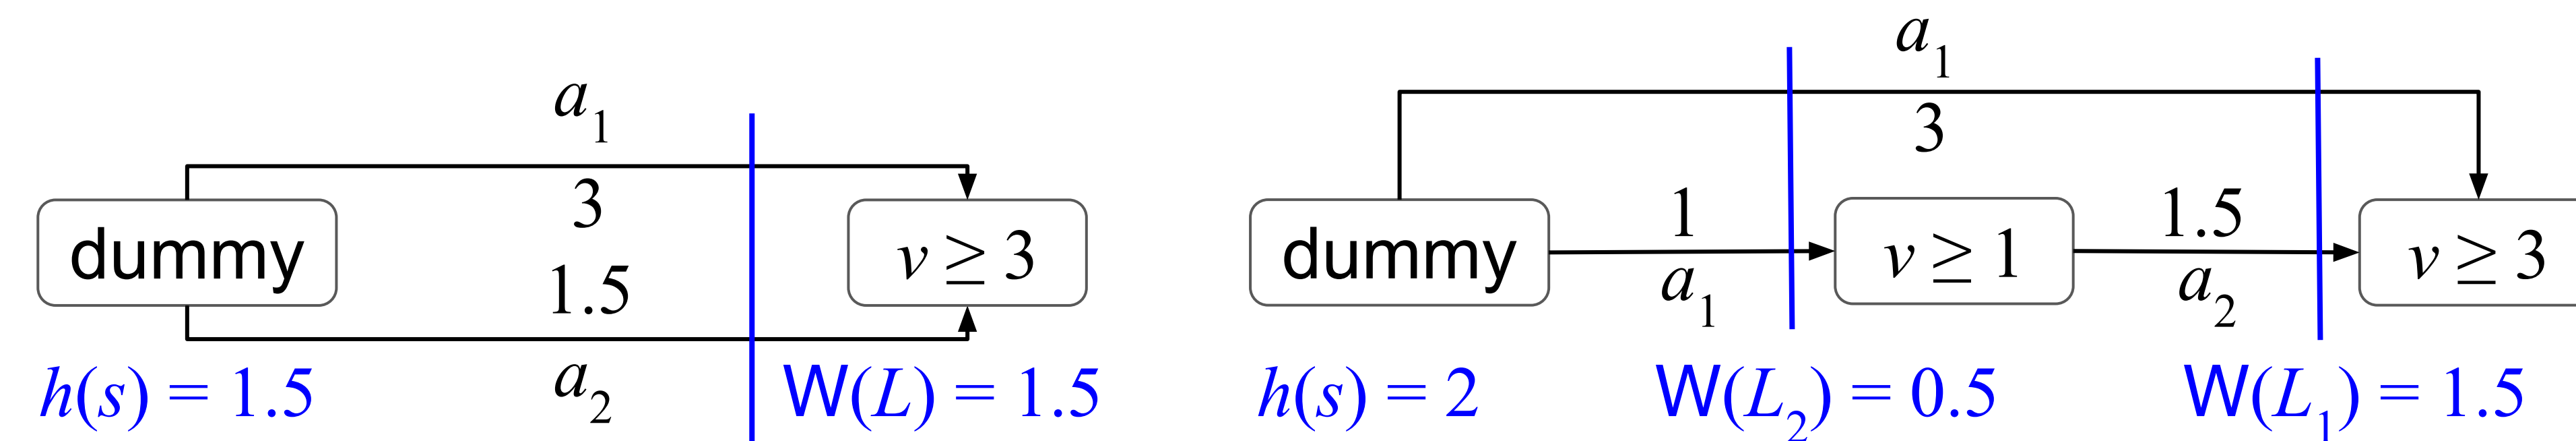 a₁
3
dummy
v ≥ 3
1.5
a₂
h(s) = 1.5
W(L) = 1.5
a₁
3
dummy
1
a₁
v ≥ 1
1.5
a₂
v ≥ 3
h(s) = 2
W(L₂) = 0.5
W(L₁) = 1.5